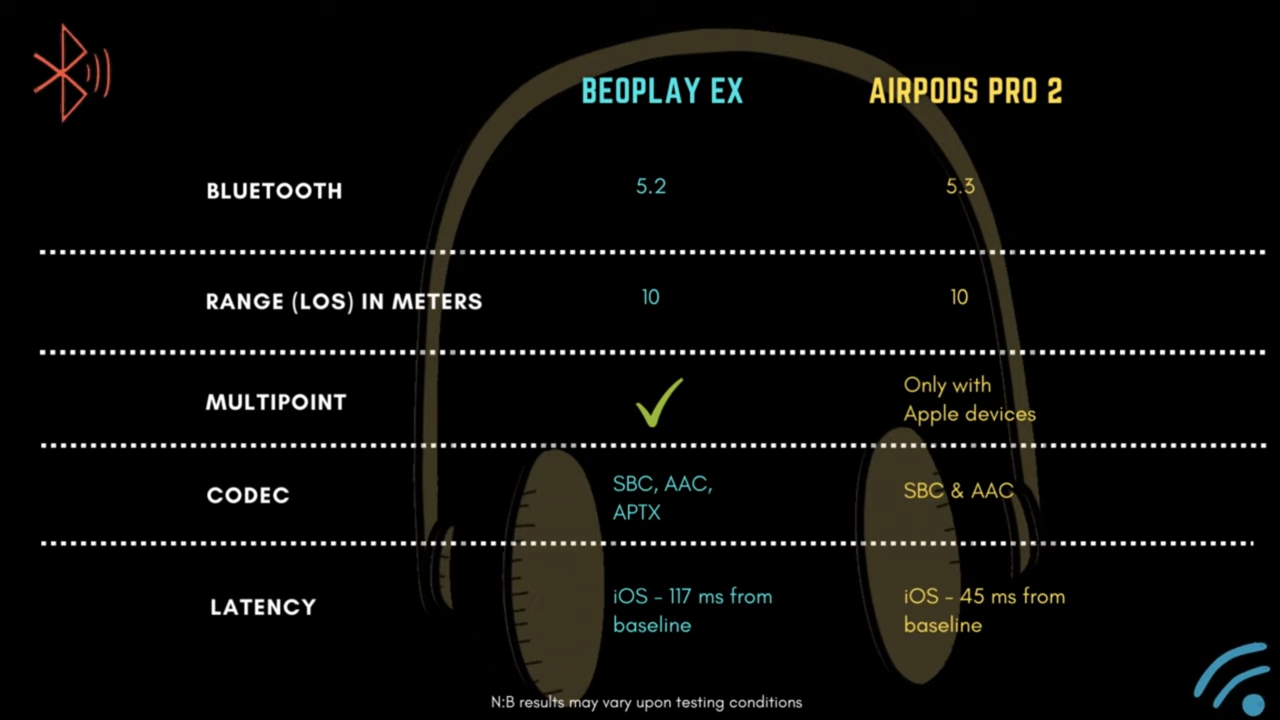 BEOPLAY EX AIRPODS PRO 2
BLUETOOTH 5.2 5.3
RANGE (LOS) IN METERS 10 10
MULTIPOINT Only with
Apple devices
CODEC SBC, AAC, SBC & AAC
APTX
LATENCY iOS - 117 ms from iOS - 45 ms from
baseline baseline
N:B results may vary upon testing conditions